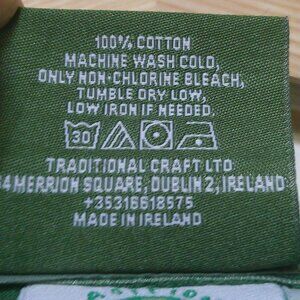 100% COTTON
MACHINE WASH COLD,
ONLY NON-CHLORINE BLEACH,
TUMBLE DRY LOW,
LOW IRON IF NEEDED.
30
TRADITIONAL CRAFT LTD
4 MERRION SQUARE, DUBLIN 2, IRELAND
+35316618575
MADE IN IRELAND